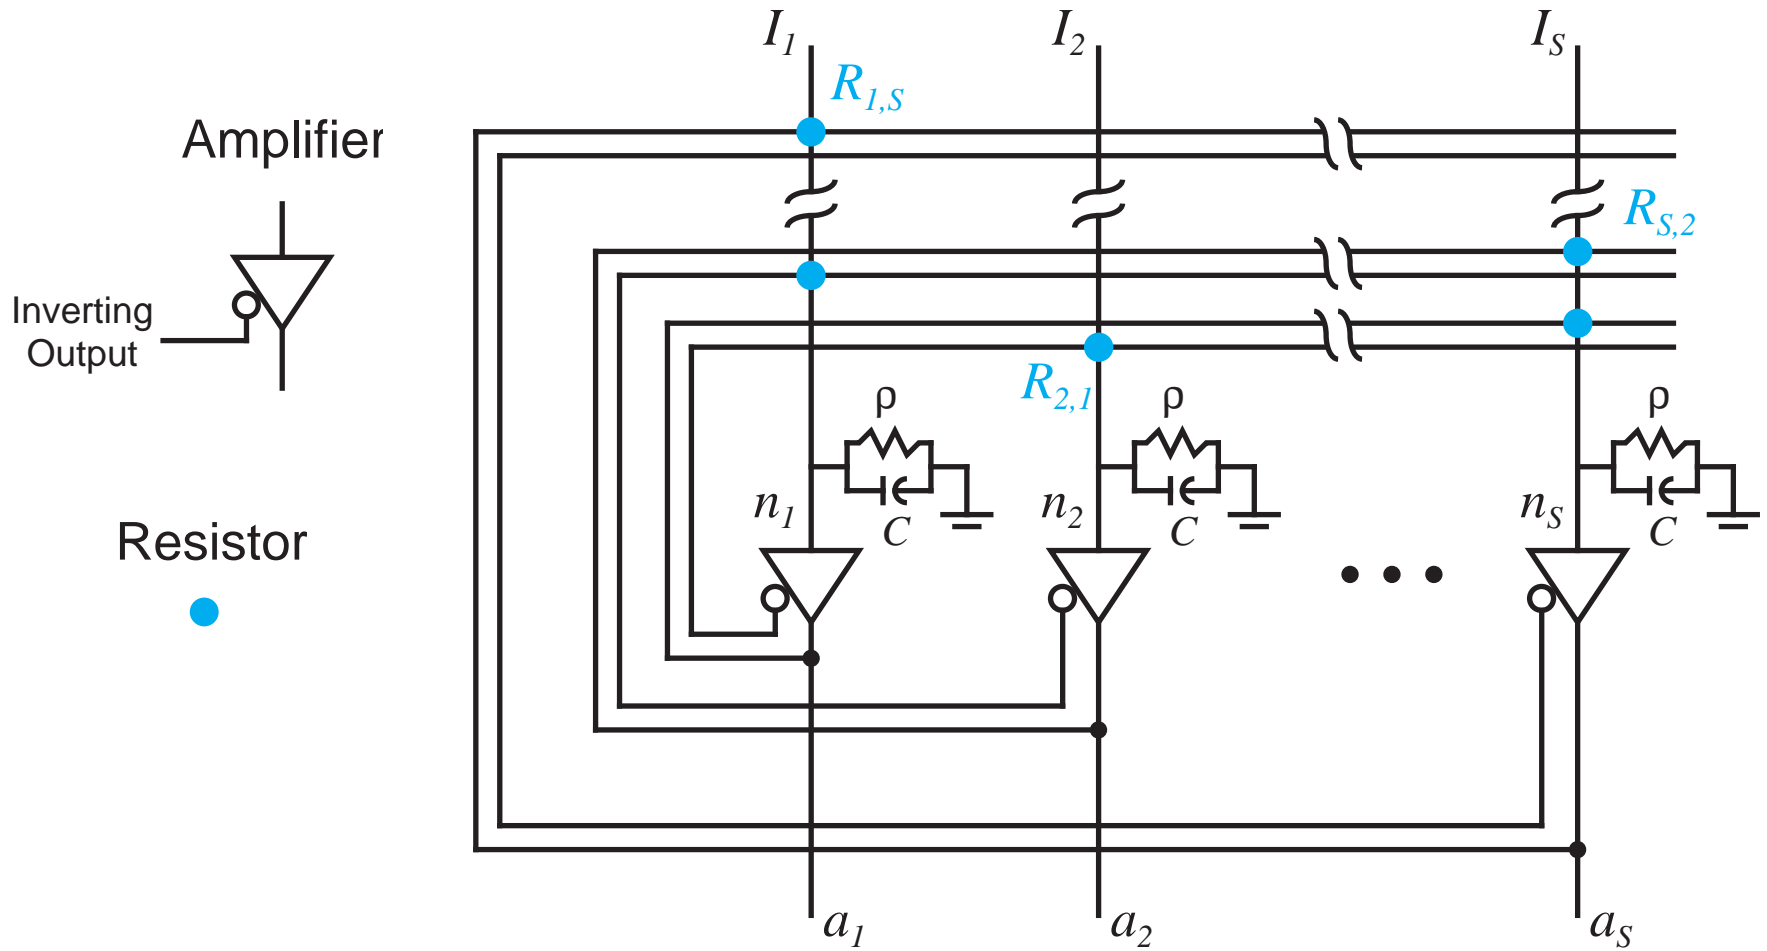 I1 I2 IS
R1,S
Amplifier
RS,2
Inverting
Output
R2,1
ρ ρ ρ
n1 n2 nS
C C C
Resistor
a1 a2 aS